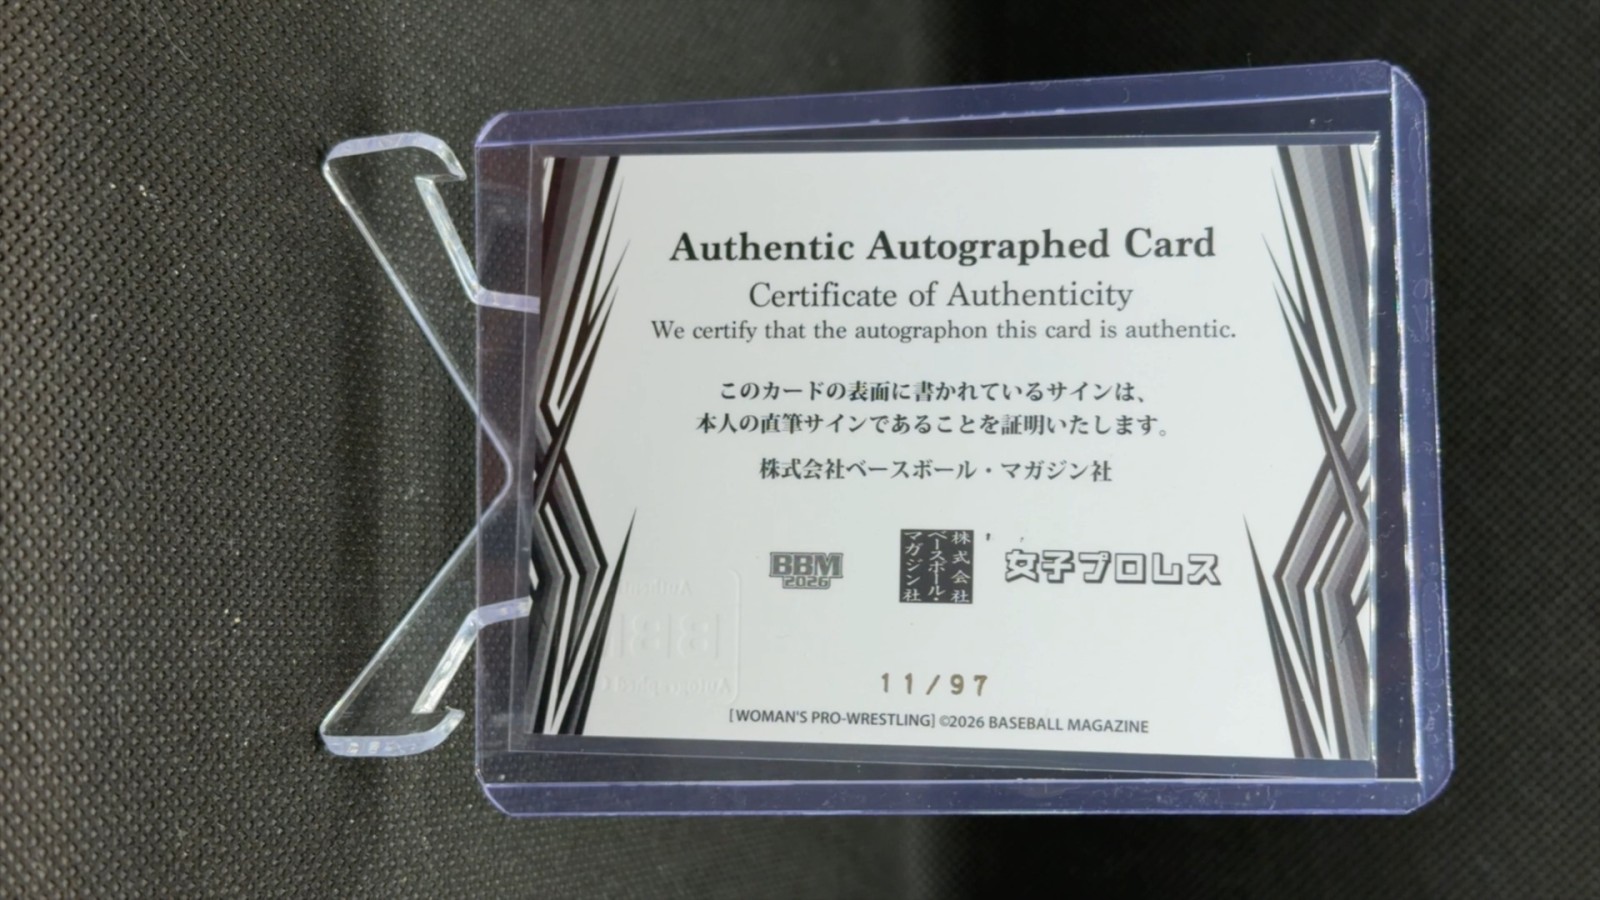 Authentic Autographed Card
Certificate of Authenticity
We certify that the autographon this card is authentic.
このカードの表面に書かれているサインは、
本人の直筆サインであることを証明いたします。
株式会社ベースボール・マガジン社
BBM
2026
株式会社
ベースボール・
マガジン社
女子プロレス
11/97
[WOMAN'S PRO-WRESTLING] ©2026 BASEBALL MAGAZINE